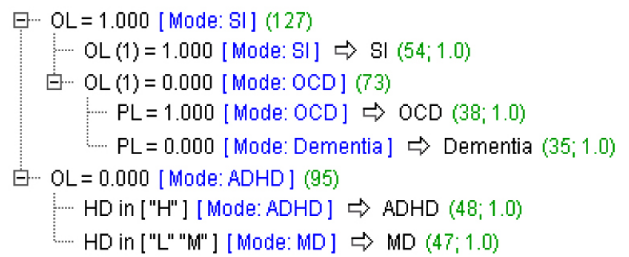 OL = 1.000 [Mode: SI] (127)
OL (1) = 1.000 [Mode: SI] ⇨ SI (54; 1.0)
OL (1) = 0.000 [Mode: OCD] (73)
PL = 1.000 [Mode: OCD] ⇨ OCD (38; 1.0)
PL = 0.000 [Mode: Dementia] ⇨ Dementia (35; 1.0)
OL = 0.000 [Mode: ADHD] (95)
HD in ["H"] [Mode: ADHD] ⇨ ADHD (48; 1.0)
HD in ["L" "M"] [Mode: MD] ⇨ MD (47; 1.0)